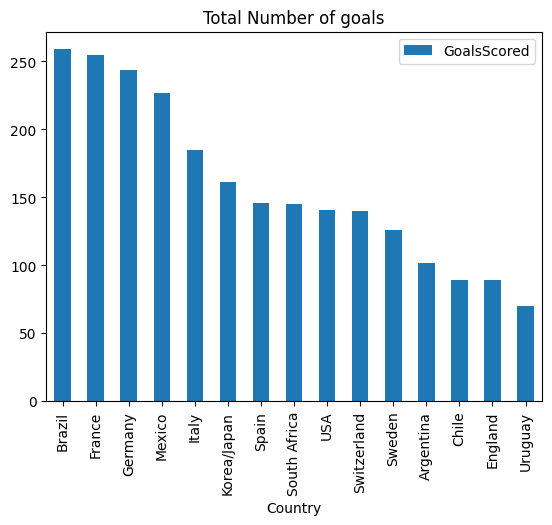 Total Number of goals
GoalsScored
250
200
150
100
50
0
Brazil
France
Germany
Mexico
Italy
Korea/Japan
Spain
South Africa
USA
Switzerland
Sweden
Argentina
Chile
England
Uruguay
Country